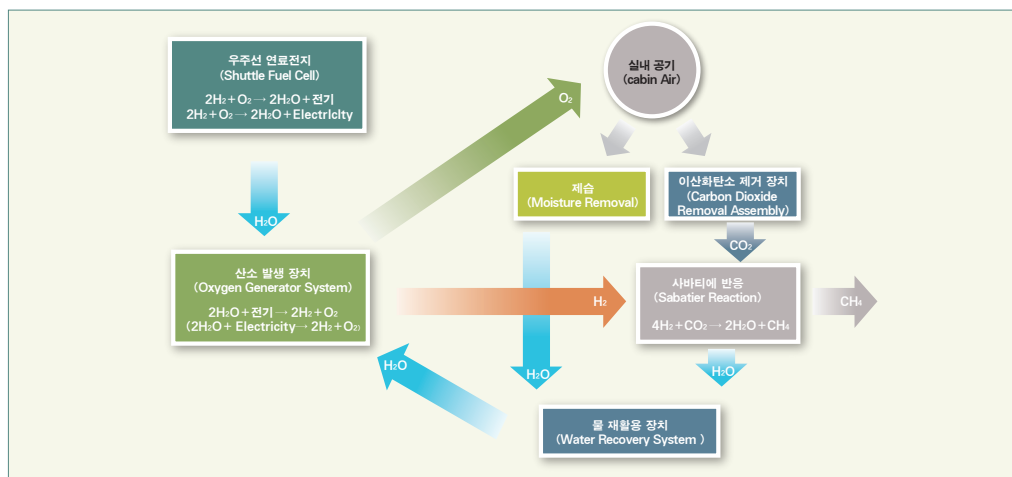 우주선 연료전지
(Shuttle Fuel Cell)
2H₂+O₂→2H₂O+전기
2H₂+O₂→2H₂O+Electricity
H₂O
산소 발생 장치
(Oxygen Generator System)
2H₂O+전기→2H₂+O₂
(2H₂O+ Electricity→2H₂+O₂)
O₂
실내 공기
(cabin Air)
제습
(Moisture Removal)
이산화탄소 제거 장치
(Carbon Dioxide
Removal Assembly)
CO₂
H₂
사바티에 반응
(Sabatier Reaction)
4H₂+CO₂→2H₂O+CH₄
CH₄
H₂O
H₂O
H₂O
물 재활용 장치
(Water Recovery System )